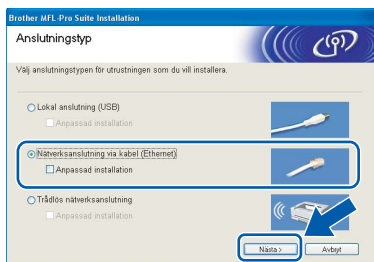 Brother MFL-Pro Suite Installation
Anslutningstyp
Välj anslutningstypen för utrustningen som du vill installera.
Lokal anslutning (USB)
Anpassad installation
Nätverksanslutning via kabel (Ethernet)
Anpassad installation
Trådlös nätverksanslutning
Anpassad installation
Nästa >
Avbryt